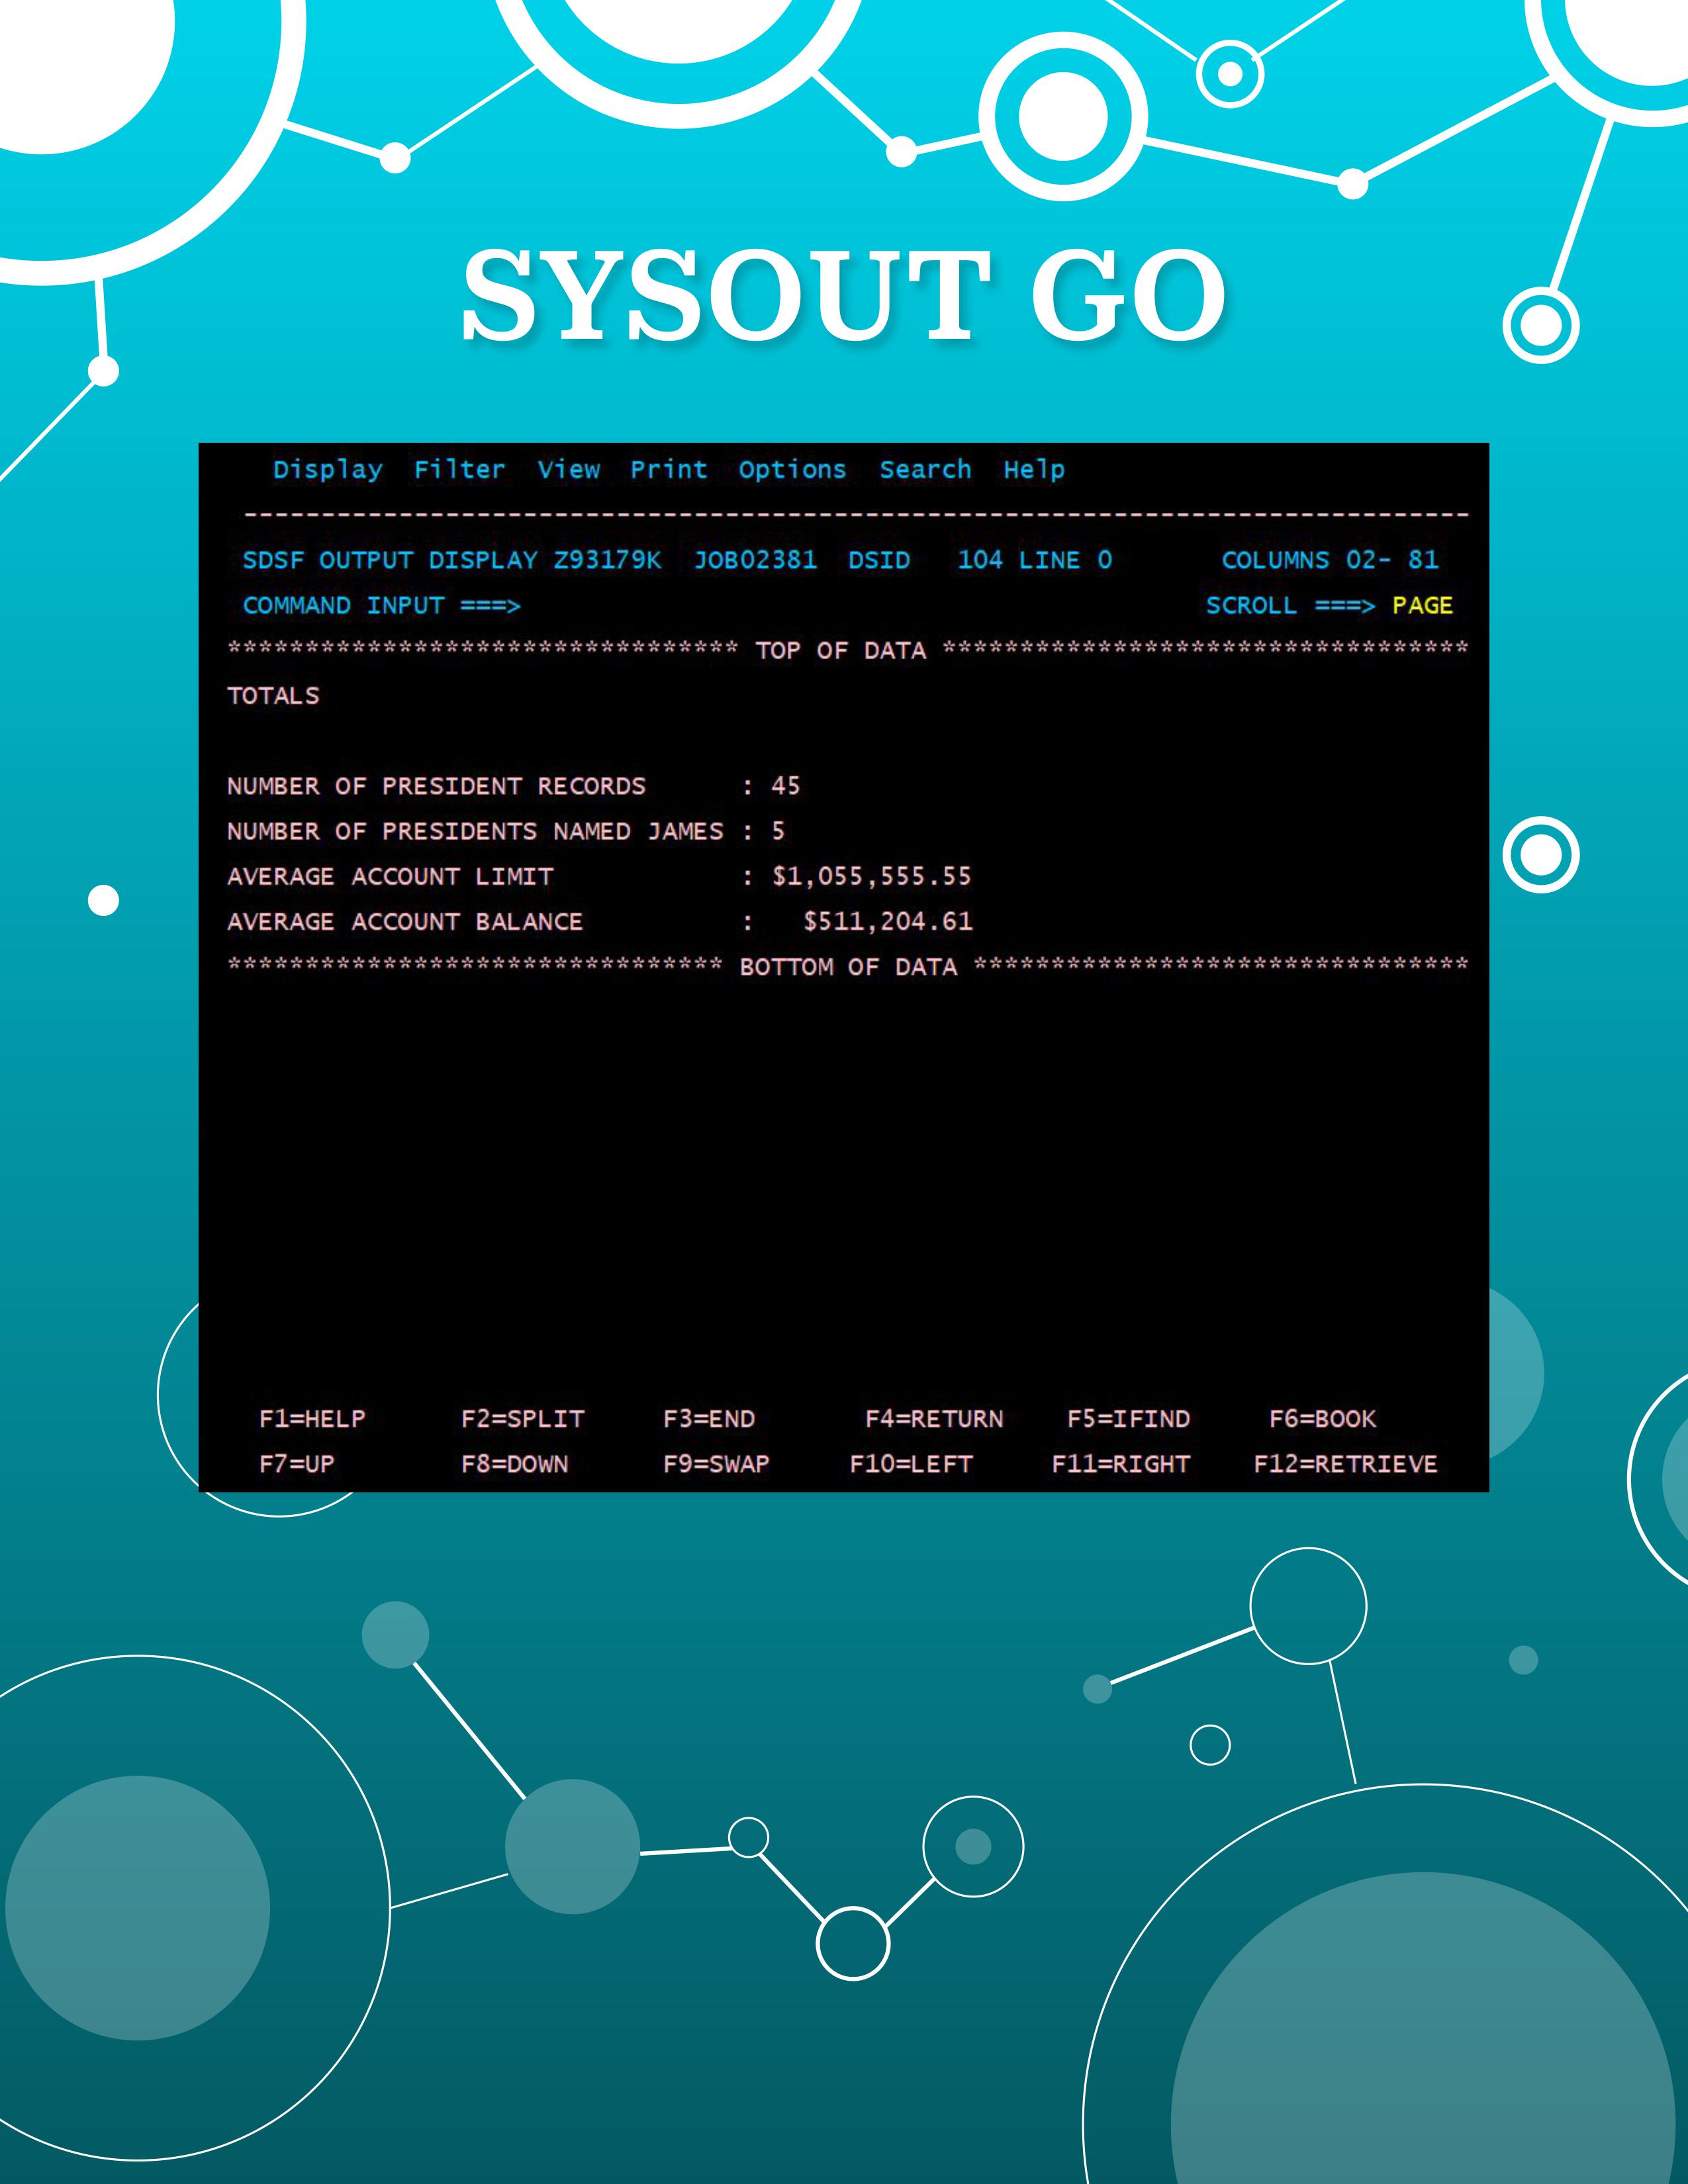 SYSOUT GO
Display  Filter  View  Print  Options  Search  Help
-------------------------------------------------------------------------------
SDSF OUTPUT DISPLAY Z93179K  JOB02381  DSID   104 LINE 0       COLUMNS 02- 81
COMMAND INPUT ===>                                            SCROLL ===> PAGE
********************************* TOP OF DATA **********************************
TOTALS
NUMBER OF PRESIDENT RECORDS      : 45
NUMBER OF PRESIDENTS NAMED JAMES : 5
AVERAGE ACCOUNT LIMIT            : $1,055,555.55
AVERAGE ACCOUNT BALANCE          :   $511,204.61
******************************** BOTTOM OF DATA ********************************
F1=HELP      F2=SPLIT     F3=END       F4=RETURN    F5=IFIND     F6=BOOK
F7=UP        F8=DOWN      F9=SWAP     F10=LEFT     F11=RIGHT    F12=RETRIEVE